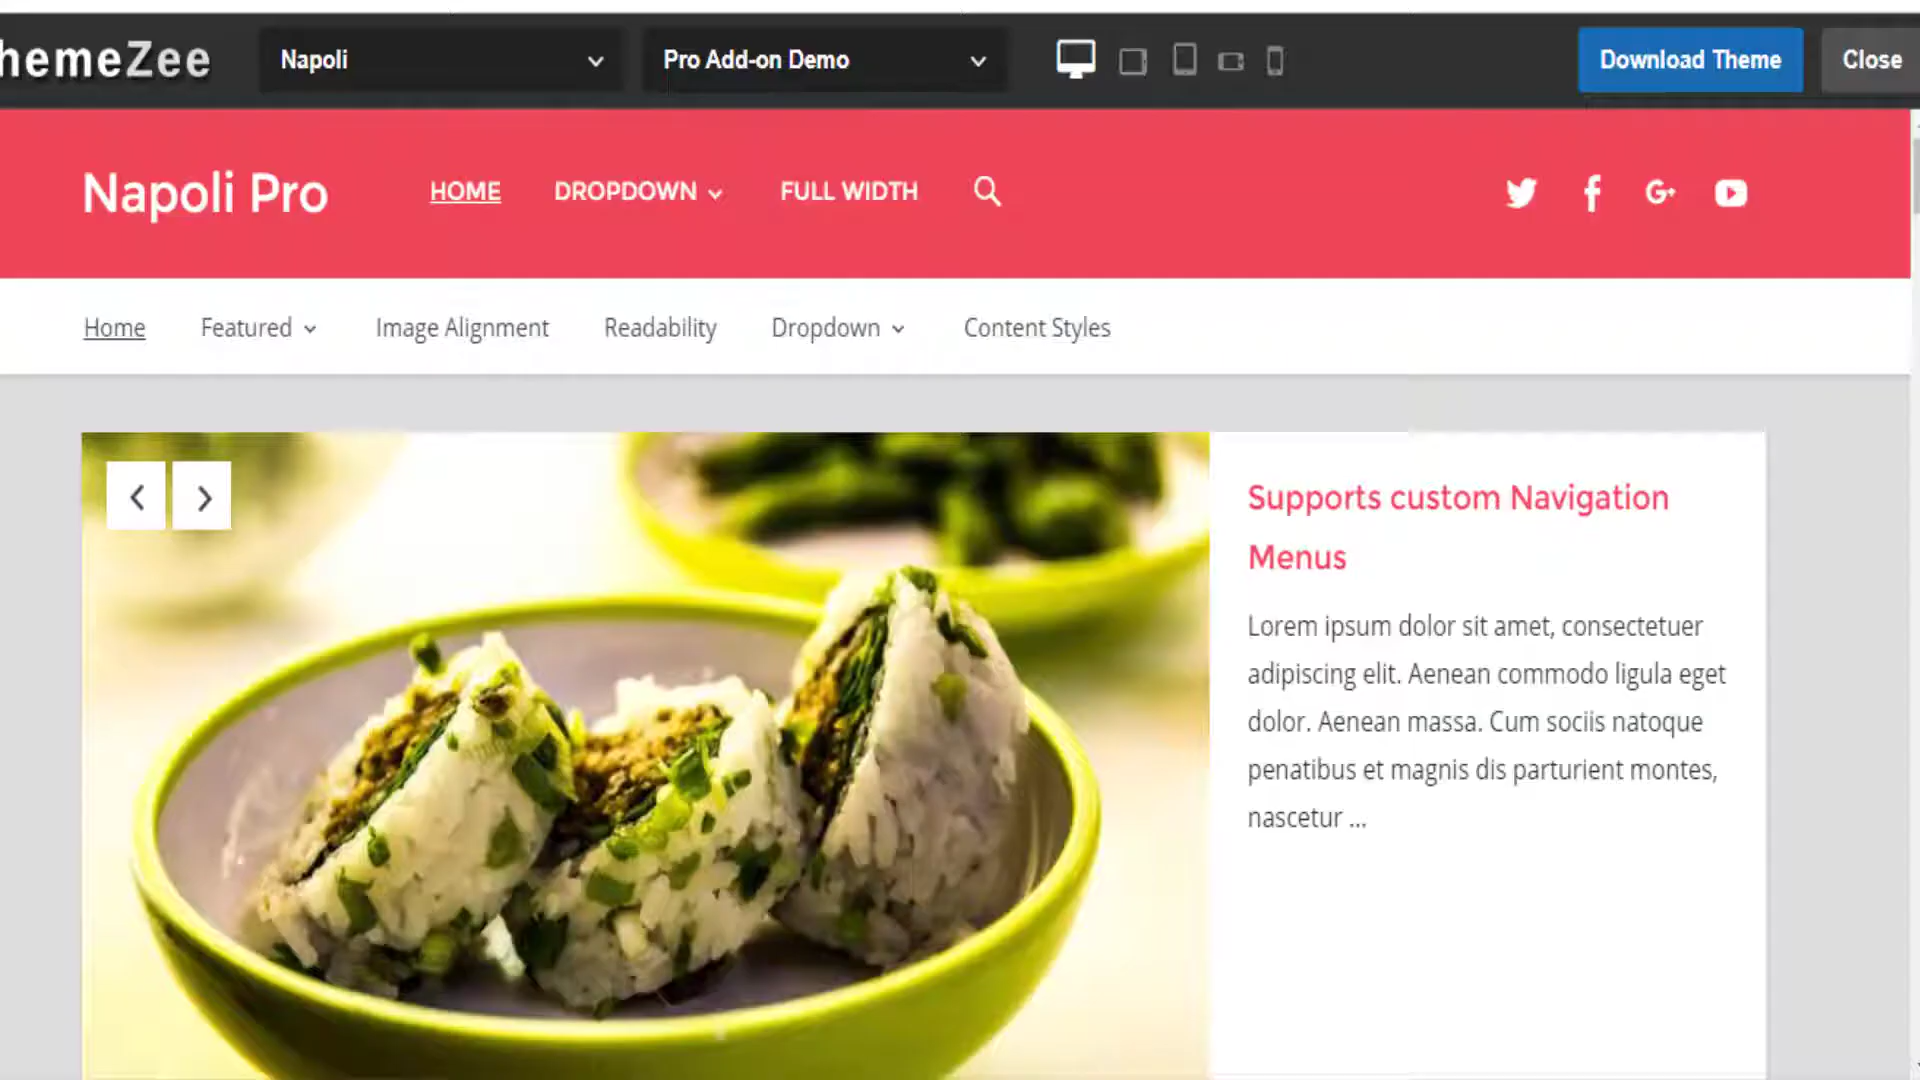 hemeZee
Napoli
Pro Add-on Demo
Download Theme
Close
Napoli Pro
HOME
DROPDOWN
FULL WIDTH
G+
Home
Featured
Image Alignment
Readability
Dropdown
Content Styles
Supports custom Navigation
Menus
Lorem ipsum dolor sit amet, consectetuer
adipiscing elit. Aenean commodo ligula eget
dolor. Aenean massa. Cum sociis natoque
penatibus et magnis dis parturient montes,
nascetur ...